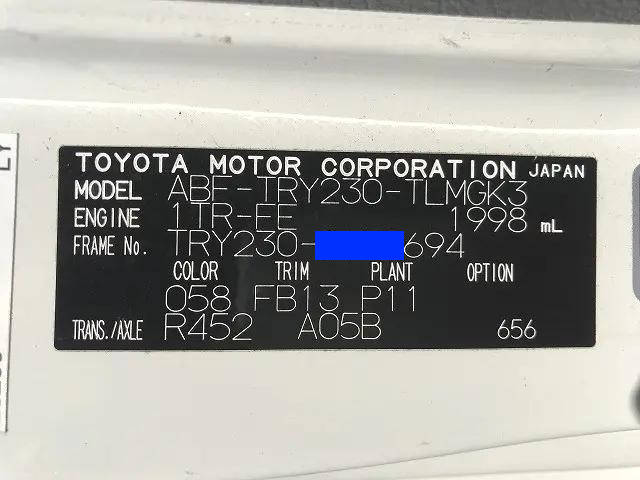 TOYOTA MOTOR CORPORATION JAPAN
MODEL ABF-TRY230-TLMGK3
ENGINE 1TR-FE 1998 mL
FRAME No. TRY230- 694
COLOR TRIM PLANT OPTION
058 FB13 P11
TRANS./AXLE R452 A05B 656